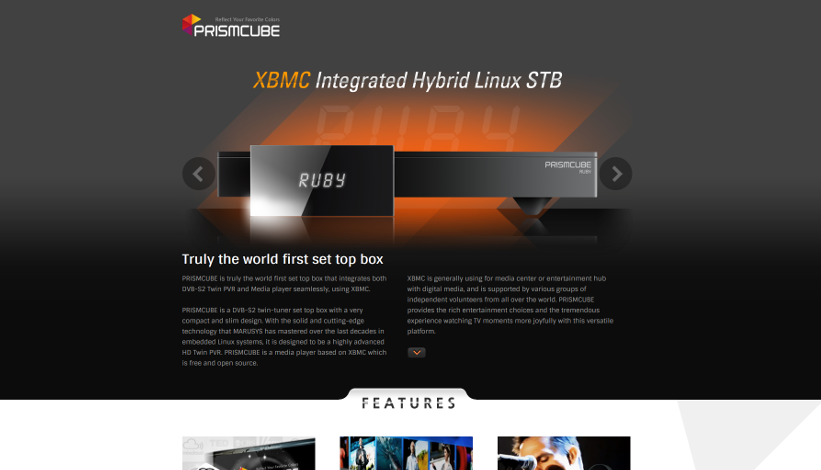 Reflect Your Favorite Colors
PRISMCUBE
XBMC Integrated Hybrid Linux STB
RUBY
PRISMCUBE
RUBY
RUBY
Truly the world first set top box
PRISMCUBE is truly the world first set top box that integrates both
DVB-S2 Twin PVR and Media player seamlessly, using XBMC.
PRISMCUBE is a DVB-S2 twin-tuner set top box with a very
compact and slim design. With the solid and cutting-edge
technology that MARUSYS has mastered over the last decades in
embedded Linux systems, it is designed to be a highly advanced
HD Twin PVR. PRISMCUBE is a media player based on XBMC which
is free and open source.
XBMC is generally using for media center or entertainment hub
with digital media, and is supported by various groups of
independent volunteers from all over the world. PRISMCUBE
provides the rich entertainment choices and the tremendous
experience watching TV moments more joyfully with this versatile
platform.
FEATURES